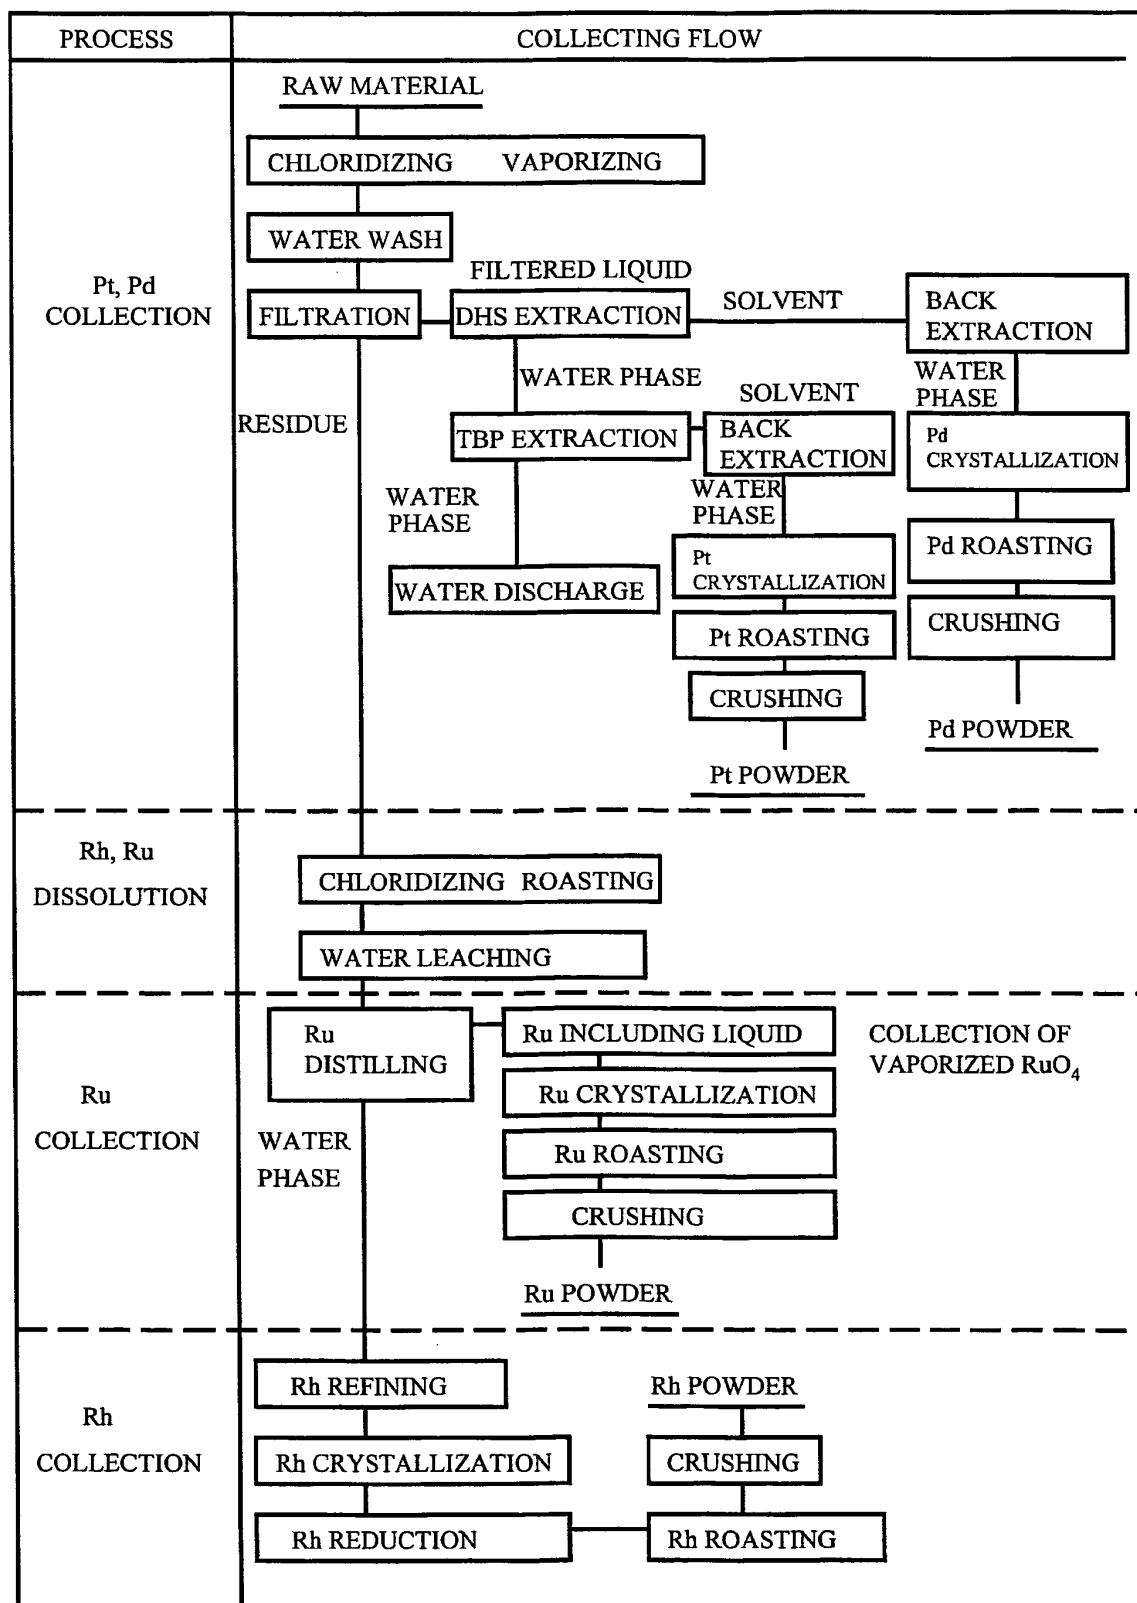 PROCESS
COLLECTING FLOW
RAW MATERIAL
CHLORIDIZING VAPORIZING
WATER WASH
Pt, Pd
COLLECTION
FILTRATION
FILTERED LIQUID
DHS EXTRACTION
SOLVENT
BACK
EXTRACTION
WATER PHASE
WATER
PHASE
RESIDUE
TBP EXTRACTION
SOLVENT
BACK
EXTRACTION
Pd
CRYSTALLIZATION
WATER
PHASE
WATER
PHASE
WATER DISCHARGE
Pt
CRYSTALLIZATION
Pd ROASTING
Pt ROASTING
CRUSHING
CRUSHING
Pd POWDER
Pt POWDER
Rh, Ru
DISSOLUTION
CHLORIDIZING ROASTING
WATER LEACHING
Ru
COLLECTION
Ru
DISTILLING
Ru INCLUDING LIQUID
COLLECTION OF
VAPORIZED RuO₄
Ru CRYSTALLIZATION
WATER
PHASE
Ru ROASTING
CRUSHING
Ru POWDER
Rh
COLLECTION
Rh REFINING
Rh POWDER
Rh CRYSTALLIZATION
CRUSHING
Rh REDUCTION
Rh ROASTING